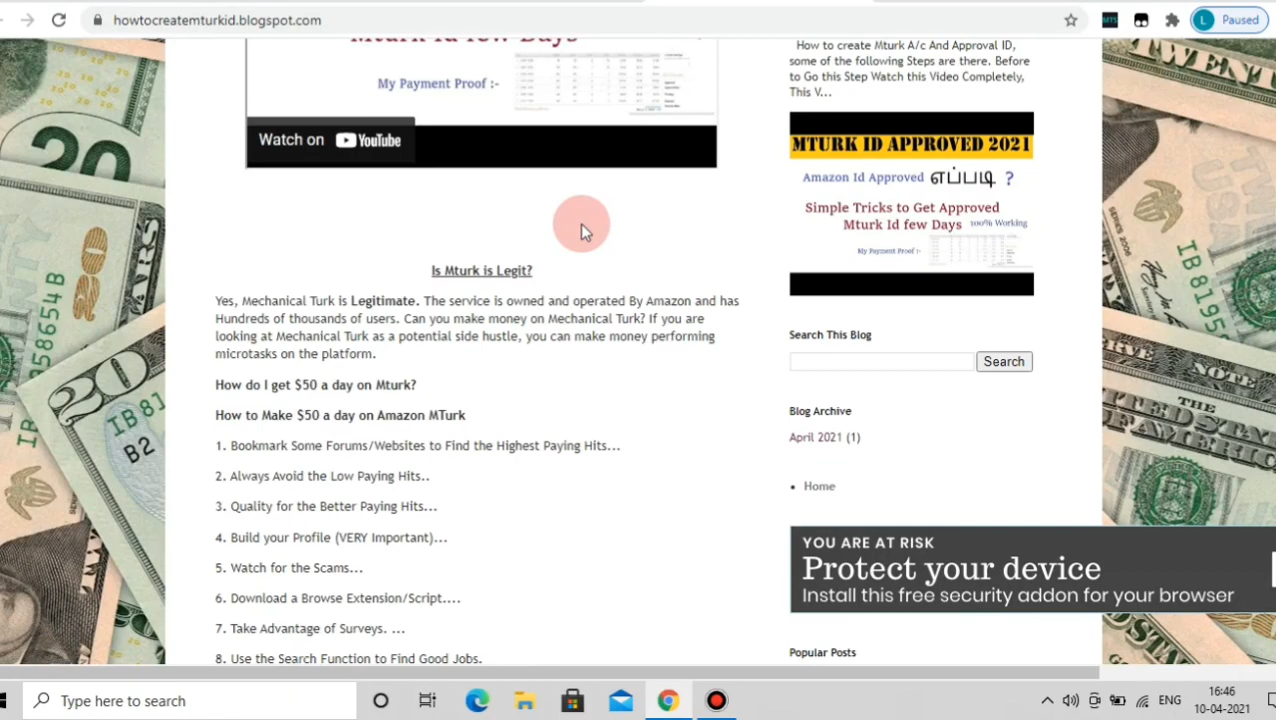 howtocreatemturkid.blogspot.com
Paused
Mturk Id few Days
My Payment Proof :-
Watch on YouTube
Is Mturk is Legit?
Yes, Mechanical Turk is Legitimate. The service is owned and operated By Amazon and has
Hundreds of thousands of users. Can you make money on Mechanical Turk? If you are
looking at Mechanical Turk as a potential side hustle, you can make money performing
microtasks on the platform.
How do I get $50 a day on Mturk?
How to Make $50 a day on Amazon MTurk
1. Bookmark Some Forums/Websites to Find the Highest Paying Hits...
2. Always Avoid the Low Paying Hits..
3. Quality for the Better Paying Hits...
4. Build your Profile (VERY Important)...
5. Watch for the Scams...
6. Download a Browse Extension/Script....
7. Take Advantage of Surveys. ...
8. Use the Search Function to Find Good Jobs.
How to create Mturk A/c And Approval ID,
some of the following Steps are there. Before
to Go this Step Watch this Video Completely,
This V...
MTURK ID APPROVED 2021
Amazon Id Approved எப்படி ?
Simple Tricks to Get Approved
Mturk Id few Days 100% Working
My Payment Proof :-
Search This Blog
Search
Blog Archive
April 2021 (1)
Home
YOU ARE AT RISK
Protect your device
Install this free security addon for your browser
Popular Posts
Type here to search
ENG
16:46
10-04-2021